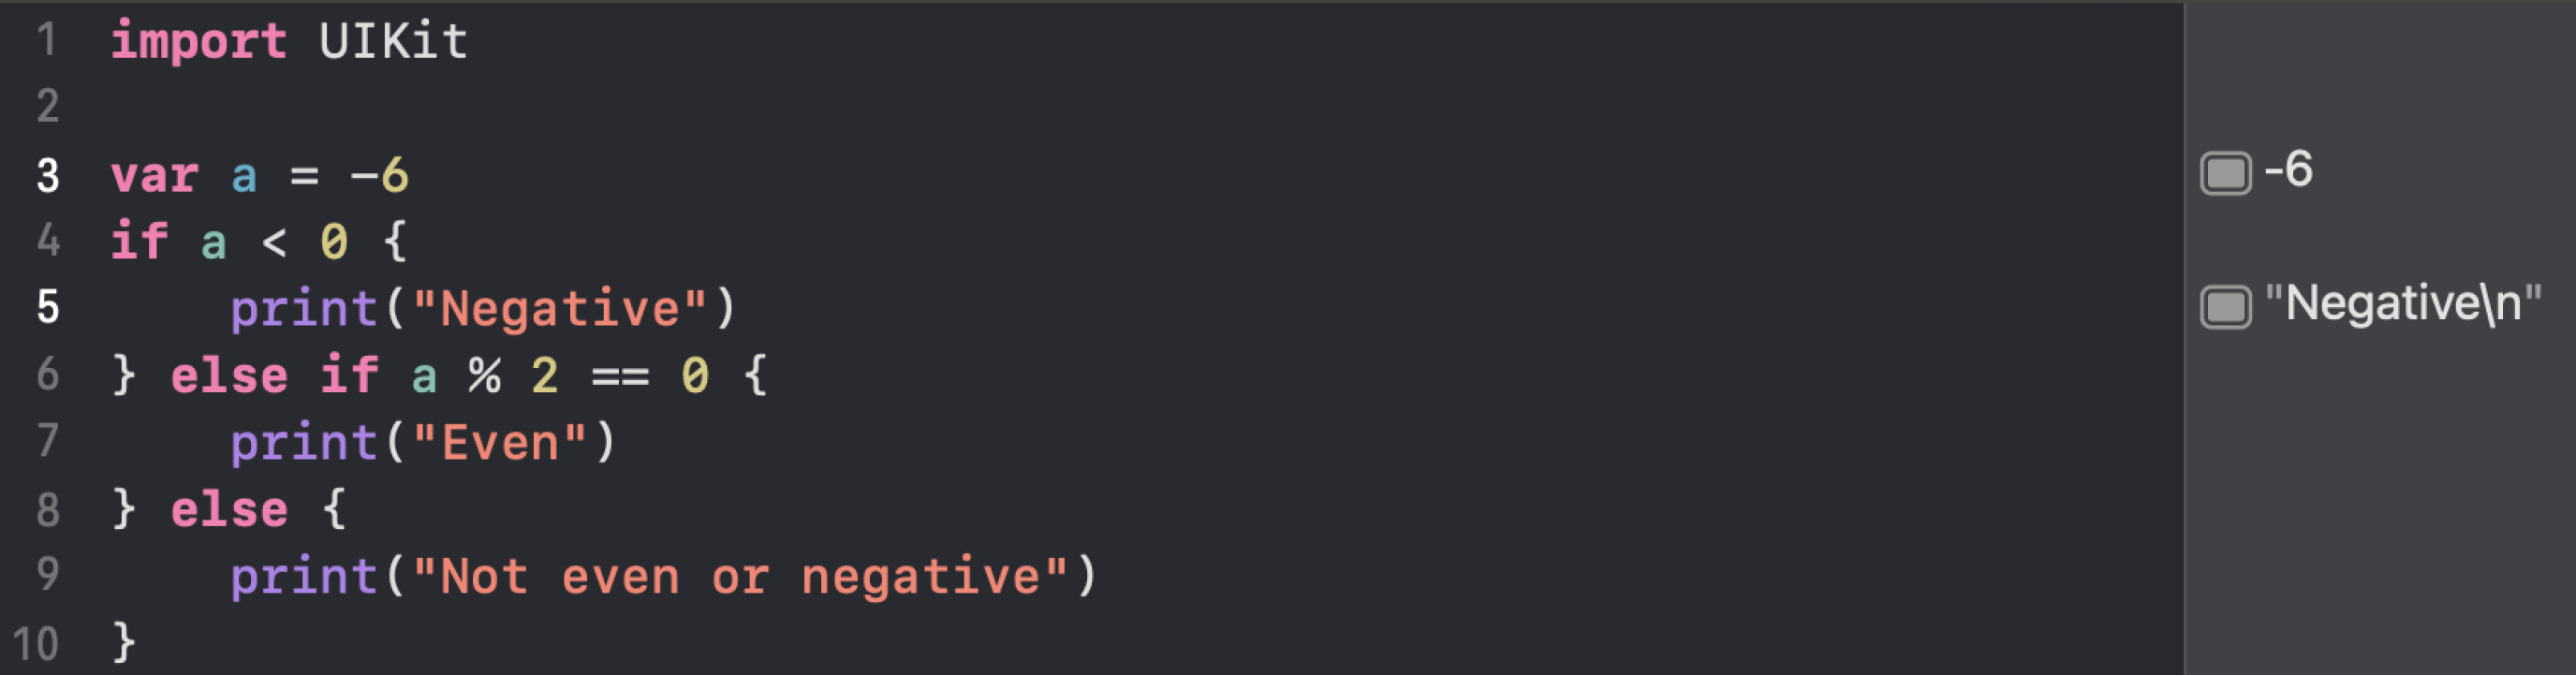 1 import UIKit
2
3 var a = -6 -6
4 if a < 0 {
5     print("Negative") "Negative\n"
6 } else if a % 2 == 0 {
7     print("Even")
8 } else {
9     print("Not even or negative")
10 }